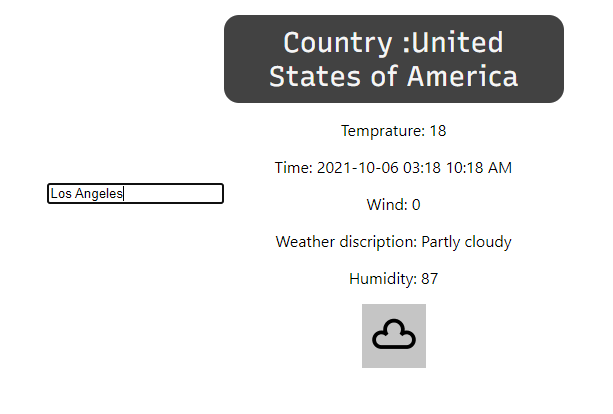 Country :United
States of America
Temprature: 18
Time: 2021-10-06 03:18 10:18 AM
Los Angeles
Wind: 0
Weather discription: Partly cloudy
Humidity: 87